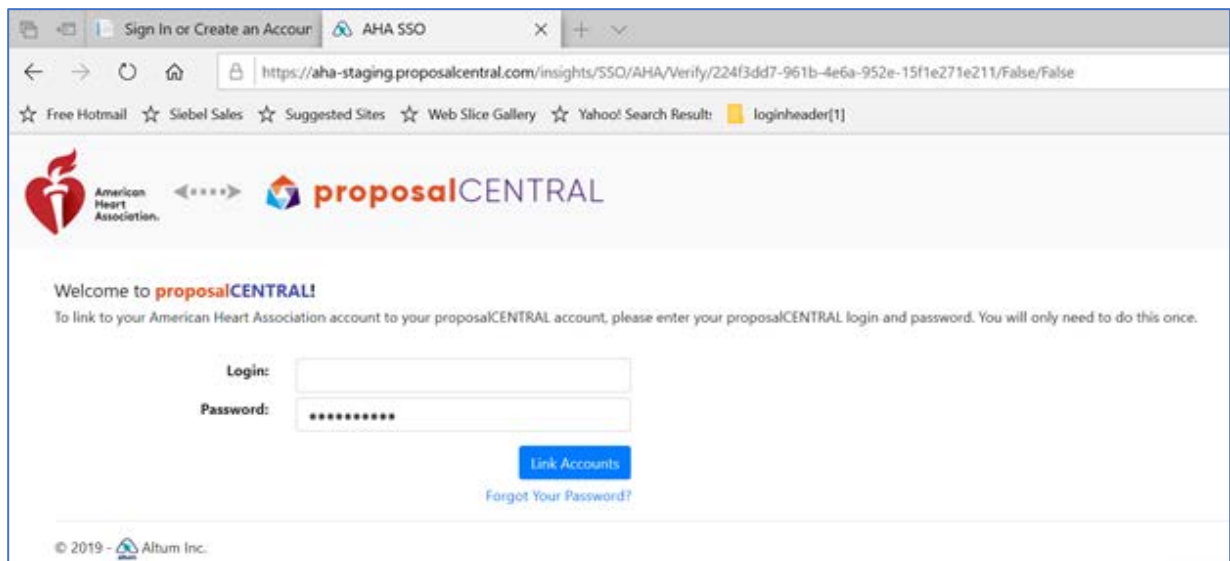 Sign In or Create an Accour
AHA SSO
https://aha-staging.proposalcentral.com/insights/SSO/AHA/Verify/224f3dd7-961b-4e6a-952e-15f1e271e211/False/False
Free Hotmail Siebel Sales Suggested Sites Web Slice Gallery Yahoo! Search Result: loginheader[1]
American
Heart
Association.
proposalCENTRAL
Welcome to proposalCENTRAL!
To link to your American Heart Association account to your proposalCENTRAL account, please enter your proposalCENTRAL login and password. You will only need to do this once.
Login:
Password: ••••••••••
Link Accounts
Forgot Your Password?
© 2019 - altum Altum Inc.